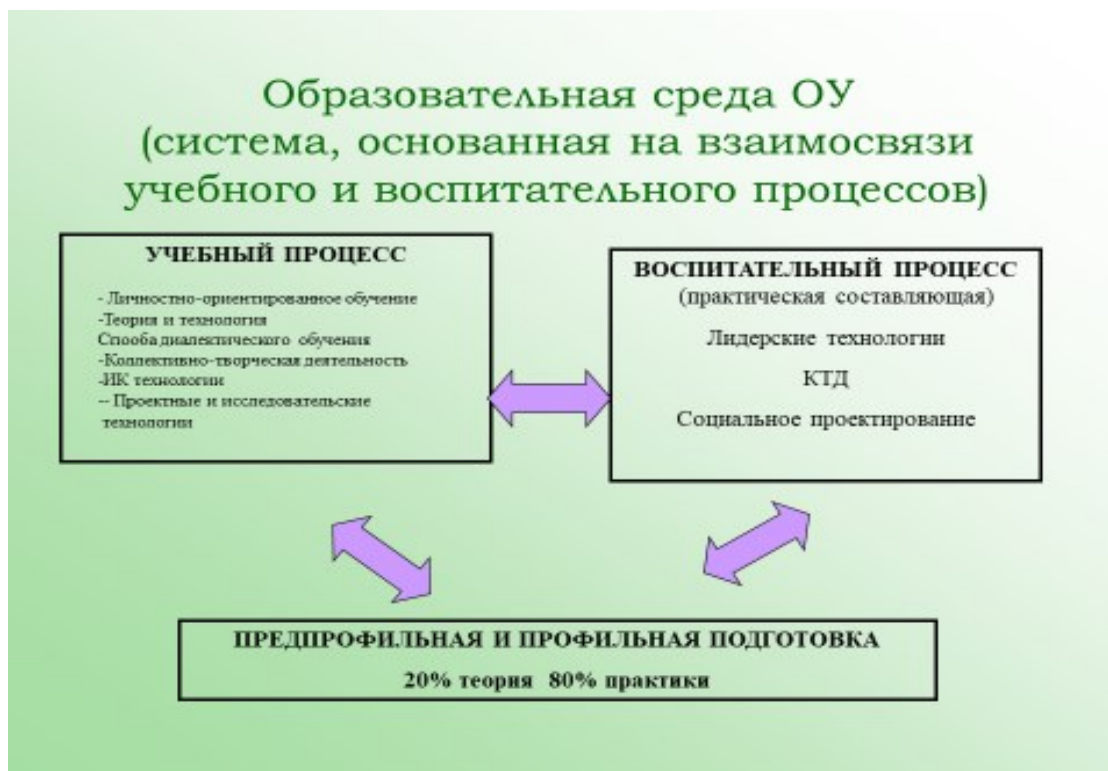 Образовательная среда ОУ
(система, основанная на взаимосвязи
учебного и воспитательного процессов)
УЧЕБНЫЙ ПРОЦЕСС
- Личностно-ориентированное обучение
-Теория и технология
Спооба диалектического обучения
-Коллективно-творческая деятельность
-ИК технологии
-- Проектные и исследовательские
технологии
ВОСПИТАТЕЛЬНЫЙ ПРОЦЕСС
(практическая составляющая)
Лидерские технологии
КТД
Социальное проектирование
ПРЕДПРОФИЛЬНАЯ И ПРОФИЛЬНАЯ ПОДГОТОВКА
20% теория 80% практики